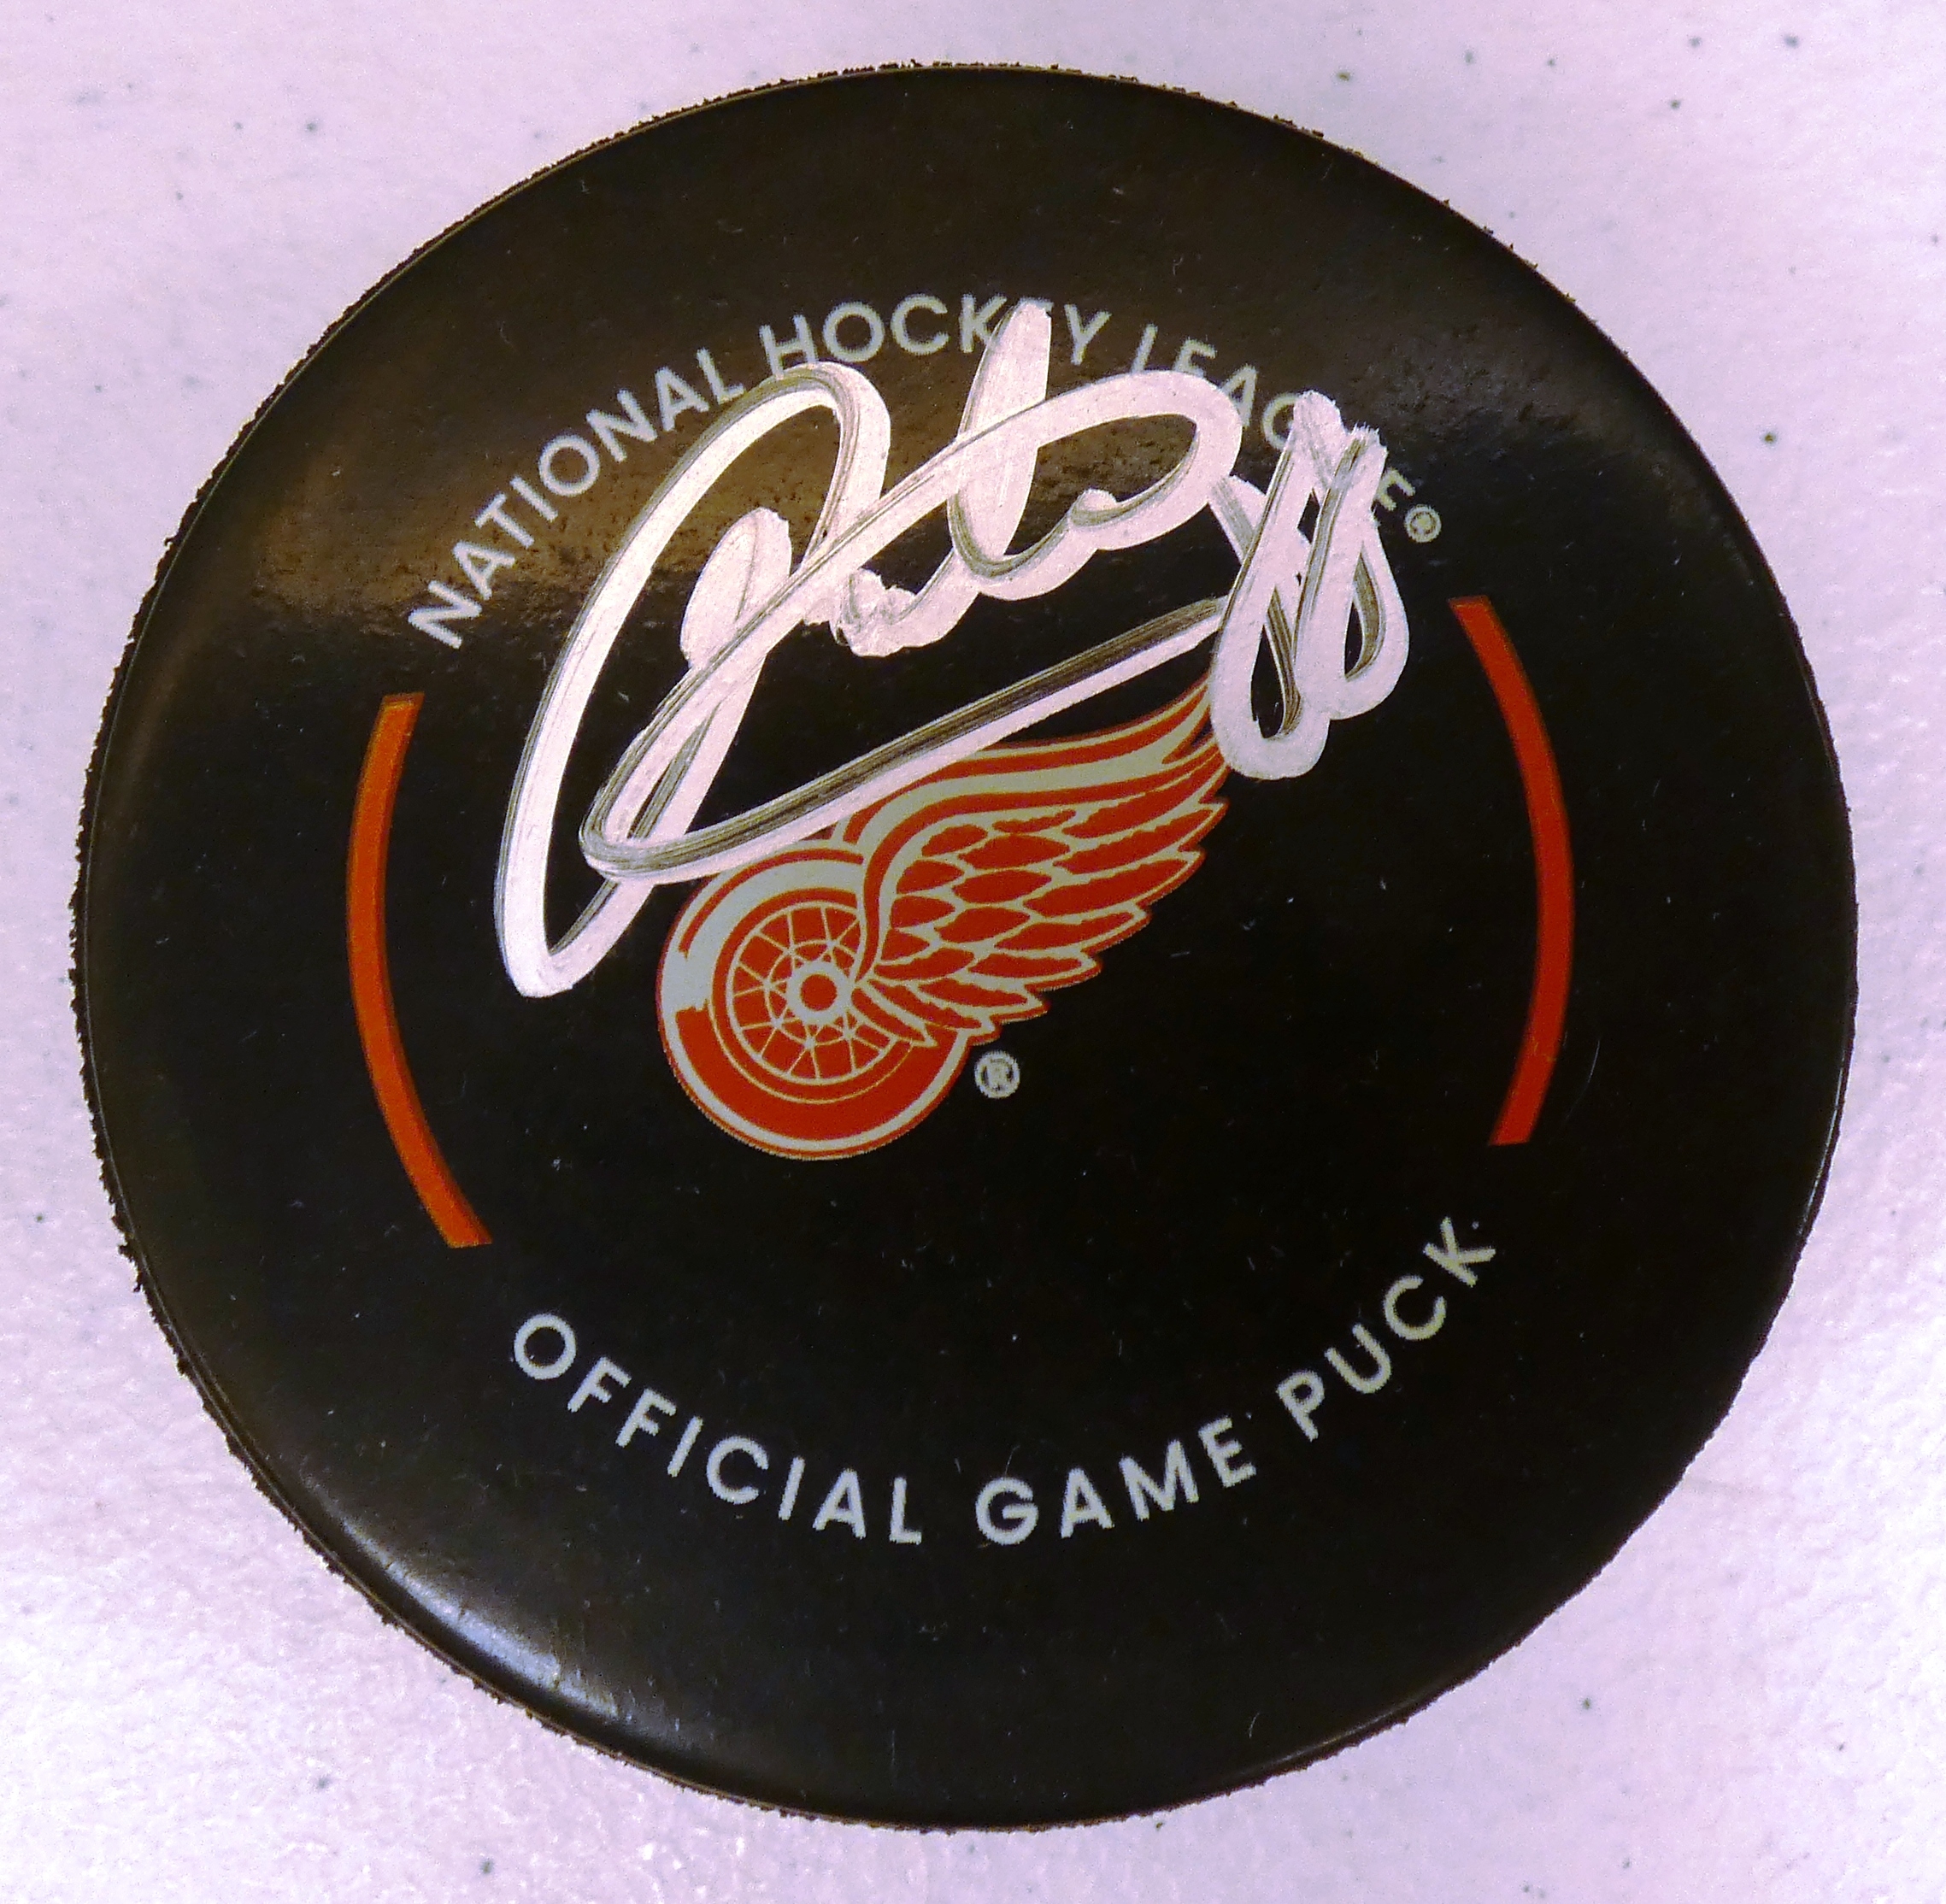 NATIONAL HOCKEY LEAGUE®
®
OFFICIAL GAME PUCK